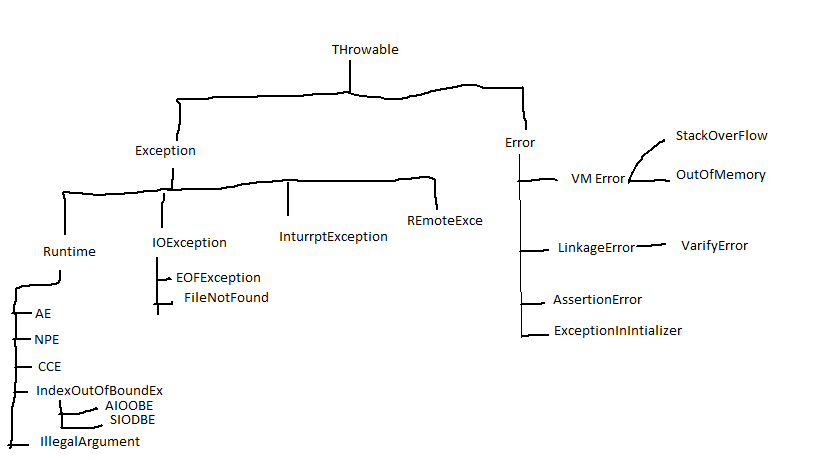 THrowable
Exception
Error
StackOverFlow
VM Error
OutOfMemory
Runtime
IOException
InturrptException
REmoteExce
LinkageError
VarifyError
EOFException
FileNotFound
AssertionError
ExceptionInIntializer
AE
NPE
CCE
IndexOutOfBoundEx
AIOOBE
SIODBE
IllegalArgument